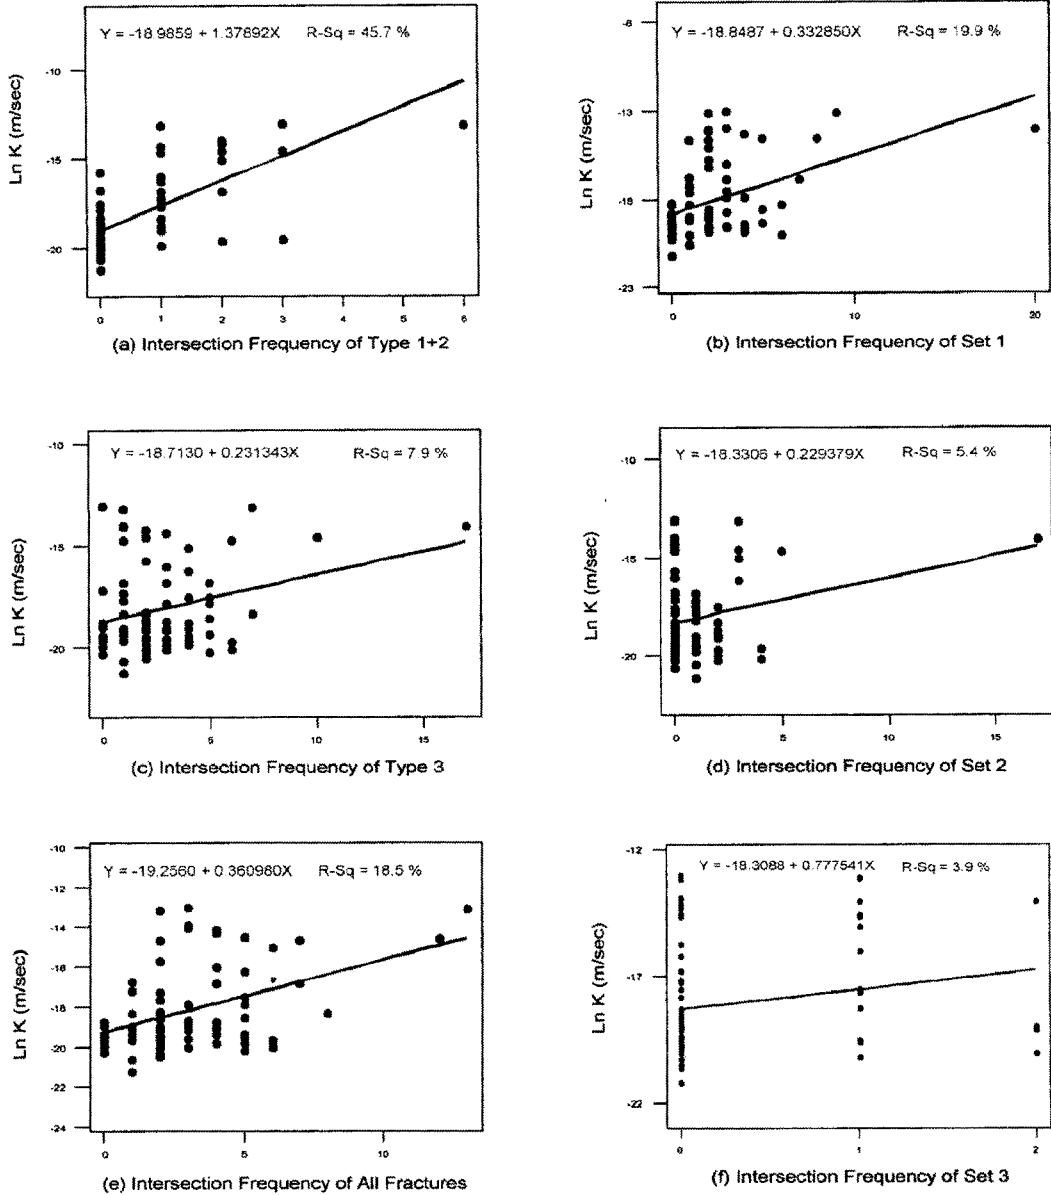 Y = -18.9859 + 1.37892X R-Sq = 45.7 %
Ln K (m/sec)
-10
-15
-20
0 1 2 3 4 5 6
(a) Intersection Frequency of Type 1+2
Y = -18.8487 + 0.332850X R-Sq = 19.9 %
Ln K (m/sec)
-8
-13
-18
-23
0 10 20
(b) Intersection Frequency of Set 1
Y = -18.7130 + 0.231343X R-Sq = 7.9 %
Ln K (m/sec)
-10
-15
-20
0 5 10 15
(c) Intersection Frequency of Type 3
Y = -18.3306 + 0.229379X R-Sq = 5.4 %
Ln K (m/sec)
-10
-15
-20
0 5 10 15
(d) Intersection Frequency of Set 2
Y = -19.2560 + 0.360980X R-Sq = 18.5 %
Ln K (m/sec)
-10
-12
-14
-16
-18
-20
-22
-24
0 5 10
(e) Intersection Frequency of All Fractures
Y = -18.3088 + 0.777541X R-Sq = 3.9 %
Ln K (m/sec)
-12
-17
-22
0 1 2
(f) Intersection Frequency of Set 3